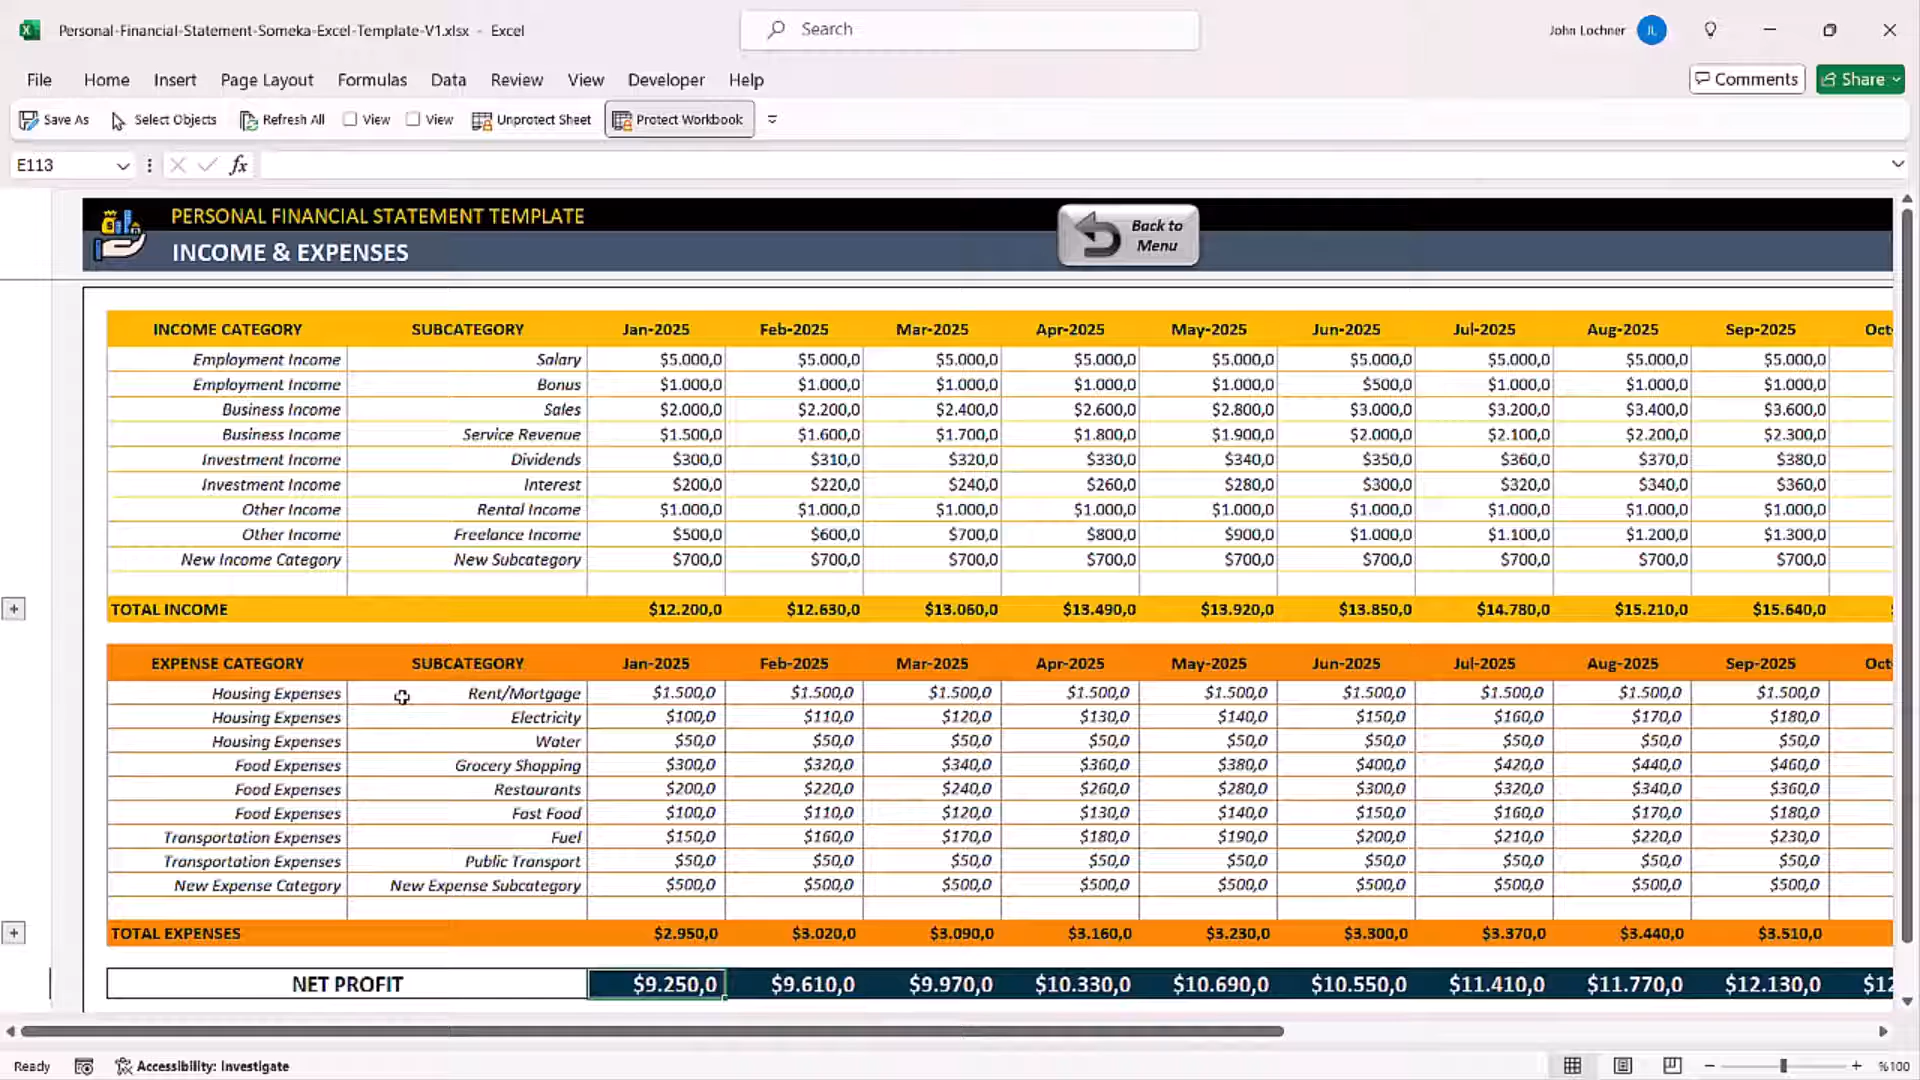 Personal-Financial-Statement-Someka-Excel-Template-V1.xlsx - Excel
Search
John Lochner JL
File Home Insert Page Layout Formulas Data Review View Developer Help
Comments Share
Save As Select Objects Refresh All View View Unprotect Sheet Protect Workbook
E113 fx
PERSONAL FINANCIAL STATEMENT TEMPLATE
INCOME & EXPENSES
Back to
Menu
INCOME CATEGORY SUBCATEGORY Jan-2025 Feb-2025 Mar-2025 Apr-2025 May-2025 Jun-2025 Jul-2025 Aug-2025 Sep-2025 Oct
Employment Income Salary $5.000,0 $5.000,0 $5.000,0 $5.000,0 $5.000,0 $5.000,0 $5.000,0 $5.000,0 $5.000,0
Employment Income Bonus $1.000,0 $1.000,0 $1.000,0 $1.000,0 $1.000,0 $500,0 $1.000,0 $1.000,0 $1.000,0
Business Income Sales $2.000,0 $2.200,0 $2.400,0 $2.600,0 $2.800,0 $3.000,0 $3.200,0 $3.400,0 $3.600,0
Business Income Service Revenue $1.500,0 $1.600,0 $1.700,0 $1.800,0 $1.900,0 $2.000,0 $2.100,0 $2.200,0 $2.300,0
Investment Income Dividends $300,0 $310,0 $320,0 $330,0 $340,0 $350,0 $360,0 $370,0 $380,0
Investment Income Interest $200,0 $220,0 $240,0 $260,0 $280,0 $300,0 $320,0 $340,0 $360,0
Other Income Rental Income $1.000,0 $1.000,0 $1.000,0 $1.000,0 $1.000,0 $1.000,0 $1.000,0 $1.000,0 $1.000,0
Other Income Freelance Income $500,0 $600,0 $700,0 $800,0 $900,0 $1.000,0 $1.100,0 $1.200,0 $1.300,0
New Income Category New Subcategory $700,0 $700,0 $700,0 $700,0 $700,0 $700,0 $700,0 $700,0 $700,0
TOTAL INCOME $12.200,0 $12.630,0 $13.060,0 $13.490,0 $13.920,0 $13.850,0 $14.780,0 $15.210,0 $15.640,0
EXPENSE CATEGORY SUBCATEGORY Jan-2025 Feb-2025 Mar-2025 Apr-2025 May-2025 Jun-2025 Jul-2025 Aug-2025 Sep-2025 Oct
Housing Expenses Rent/Mortgage $1.500,0 $1.500,0 $1.500,0 $1.500,0 $1.500,0 $1.500,0 $1.500,0 $1.500,0 $1.500,0
Housing Expenses Electricity $100,0 $110,0 $120,0 $130,0 $140,0 $150,0 $160,0 $170,0 $180,0
Housing Expenses Water $50,0 $50,0 $50,0 $50,0 $50,0 $50,0 $50,0 $50,0 $50,0
Food Expenses Grocery Shopping $300,0 $320,0 $340,0 $360,0 $380,0 $400,0 $420,0 $440,0 $460,0
Food Expenses Restaurants $200,0 $220,0 $240,0 $260,0 $280,0 $300,0 $320,0 $340,0 $360,0
Food Expenses Fast Food $100,0 $110,0 $120,0 $130,0 $140,0 $150,0 $160,0 $170,0 $180,0
Transportation Expenses Fuel $150,0 $160,0 $170,0 $180,0 $190,0 $200,0 $210,0 $220,0 $230,0
Transportation Expenses Public Transport $50,0 $50,0 $50,0 $50,0 $50,0 $50,0 $50,0 $50,0 $50,0
New Expense Category New Expense Subcategory $500,0 $500,0 $500,0 $500,0 $500,0 $500,0 $500,0 $500,0 $500,0
TOTAL EXPENSES $2.950,0 $3.020,0 $3.090,0 $3.160,0 $3.230,0 $3.300,0 $3.370,0 $3.440,0 $3.510,0
NET PROFIT $9.250,0 $9.610,0 $9.970,0 $10.330,0 $10.690,0 $10.550,0 $11.410,0 $11.770,0 $12.130,0 $12
Ready Accessibility: Investigate %100